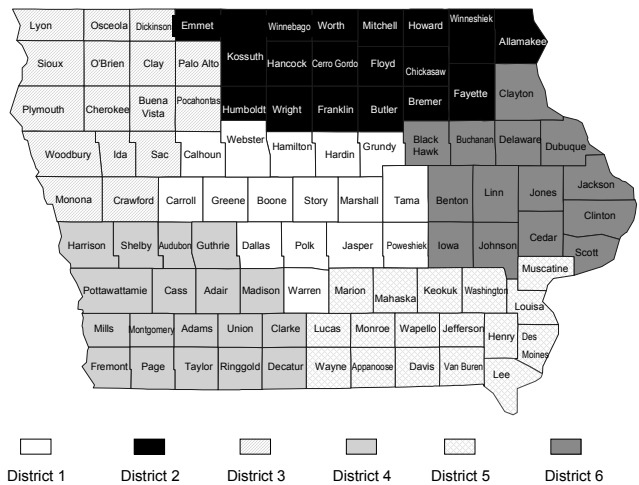 Lyon Osceola Dickinson Emmet Winnebago Worth Mitchell Howard Winneshiek Allamakee
Kossuth
Sioux O'Brien Clay Palo Alto Hancock Cerro Gordo Floyd Chickasaw
Plymouth Cherokee Buena Vista Pocahontas Humboldt Wright Franklin Butler Bremer Fayette Clayton
Woodbury Ida Sac Calhoun Webster Hamilton Hardin Grundy Black Hawk Buchanan Delaware Dubuque
Monona Crawford Carroll Greene Boone Story Marshall Tama Benton Linn Jones Jackson
Clinton
Harrison Shelby Audubon Guthrie Dallas Polk Jasper Poweshiek Iowa Johnson Cedar Scott
Muscatine
Pottawattamie Cass Adair Madison Warren Marion Mahaska Keokuk Washington Louisa
Mills Montgomery Adams Union Clarke Lucas Monroe Wapello Jefferson Henry Des Moines
Fremont Page Taylor Ringgold Decatur Wayne Appanoose Davis Van Buren Lee
District 1 District 2 District 3 District 4 District 5 District 6